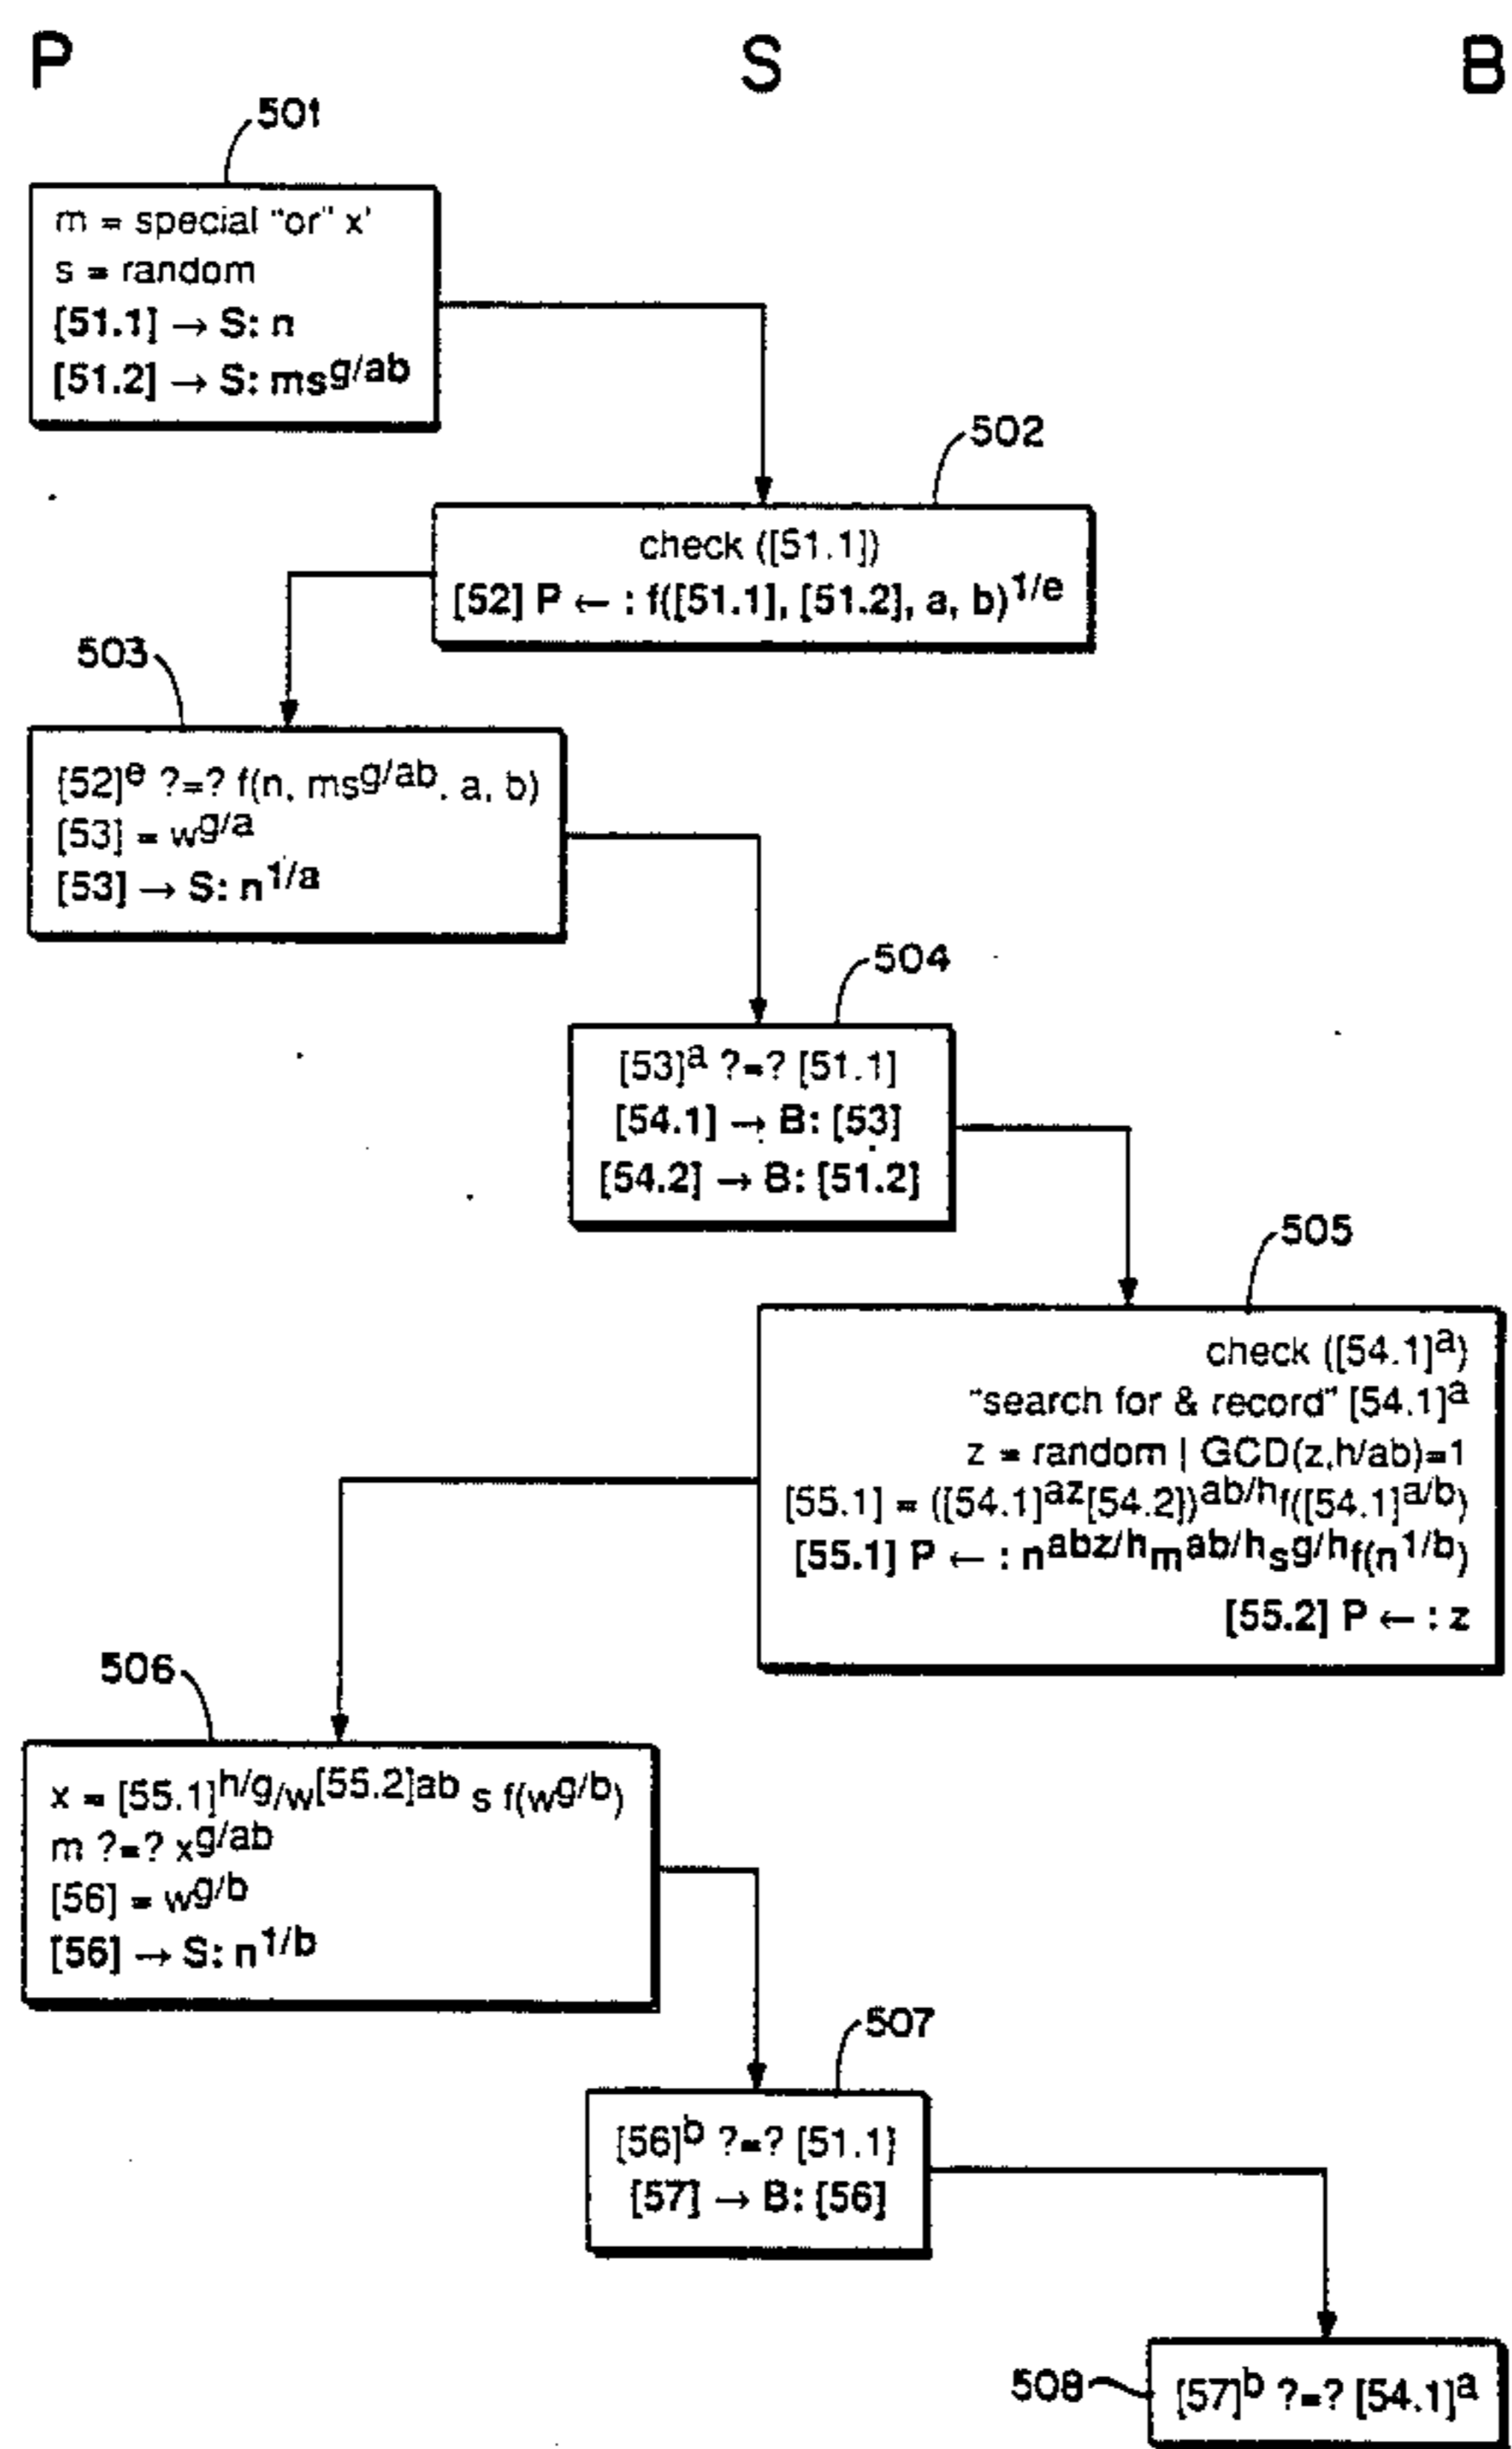 P S B
501
m = special "or" x'
s = random
[51.1] → S: n
[51.2] → S: ms^g/ab
502
check ([51.1])
[52] P ← : f([51.1], [51.2], a, b)^1/e
503
[52]^e ?=? f(n, ms^g/ab, a, b)
[53] = w^g/a
[53] → S: n^1/a
504
[53]^a ?=? [51.1]
[54.1] → B: [53]
[54.2] → B: [51.2]
505
check ([54.1]^a)
"search for & record" [54.1]^a
z = random | GCD(z,h/ab)=1
[55.1] = ([54.1]^az[54.2])^ab/h f([54.1]^a/b)
[55.1] P ← : n^abz/h m^ab/h s^g/h f(n^1/b)
[55.2] P ← : z
506
x = [55.1]^h/g/w^[55.2]ab s f(w^g/b)
m ?=? x^g/ab
[56] = w^g/b
[56] → S: n^1/b
507
[56]^b ?=? [51.1]
[57] → B: [56]
508
[57]^b ?=? [54.1]^a